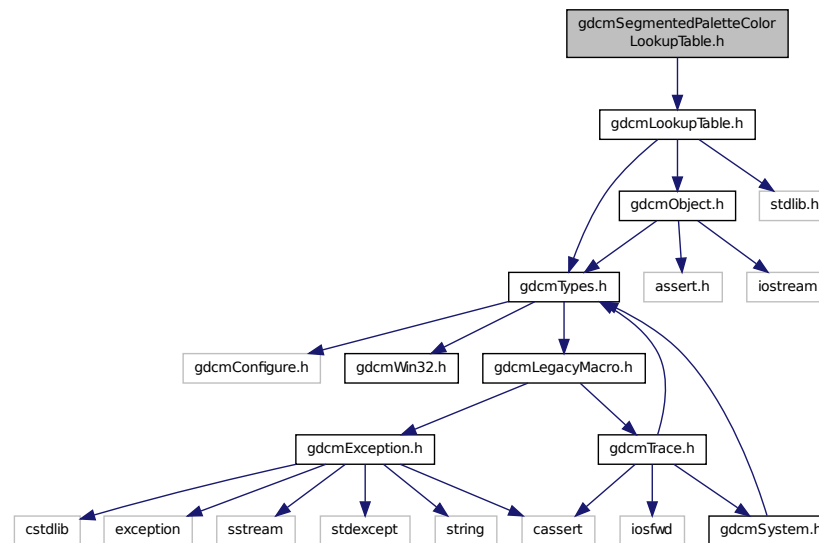 gdcmSegmentedPaletteColor
LookupTable.h
gdcmLookupTable.h
gdcmObject.h
stdlib.h
gdcmTypes.h
assert.h
iostream
gdcmConfigure.h
gdcmWin32.h
gdcmLegacyMacro.h
gdcmException.h
gdcmTrace.h
cstdlib
exception
sstream
stdexcept
string
cassert
iosfwd
gdcmSystem.h